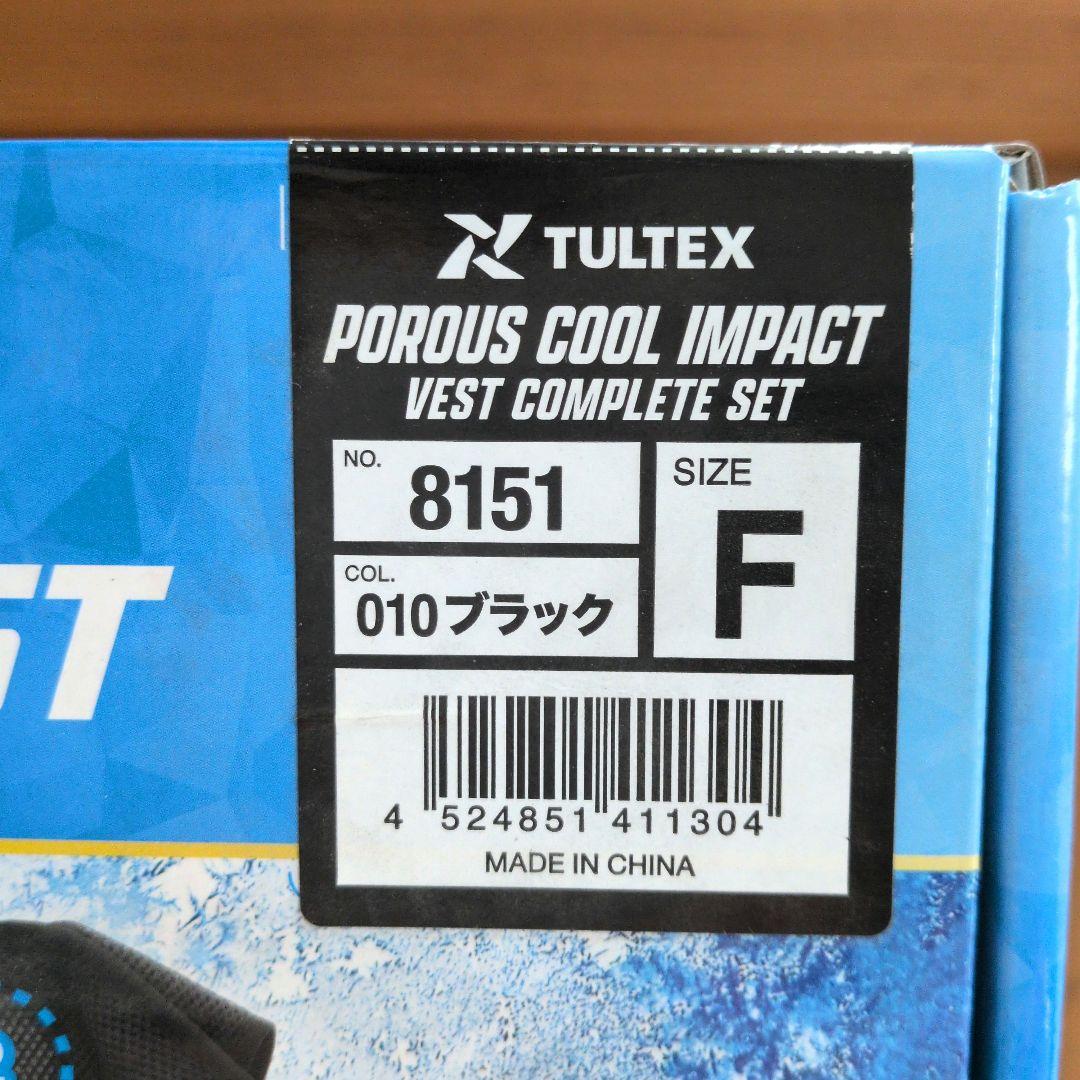 TULTEX
POROUS COOL IMPACT
VEST COMPLETE SET
NO.
8151
SIZE
F
COL.
010ブラック
4 524851 411304
MADE IN CHINA
ST